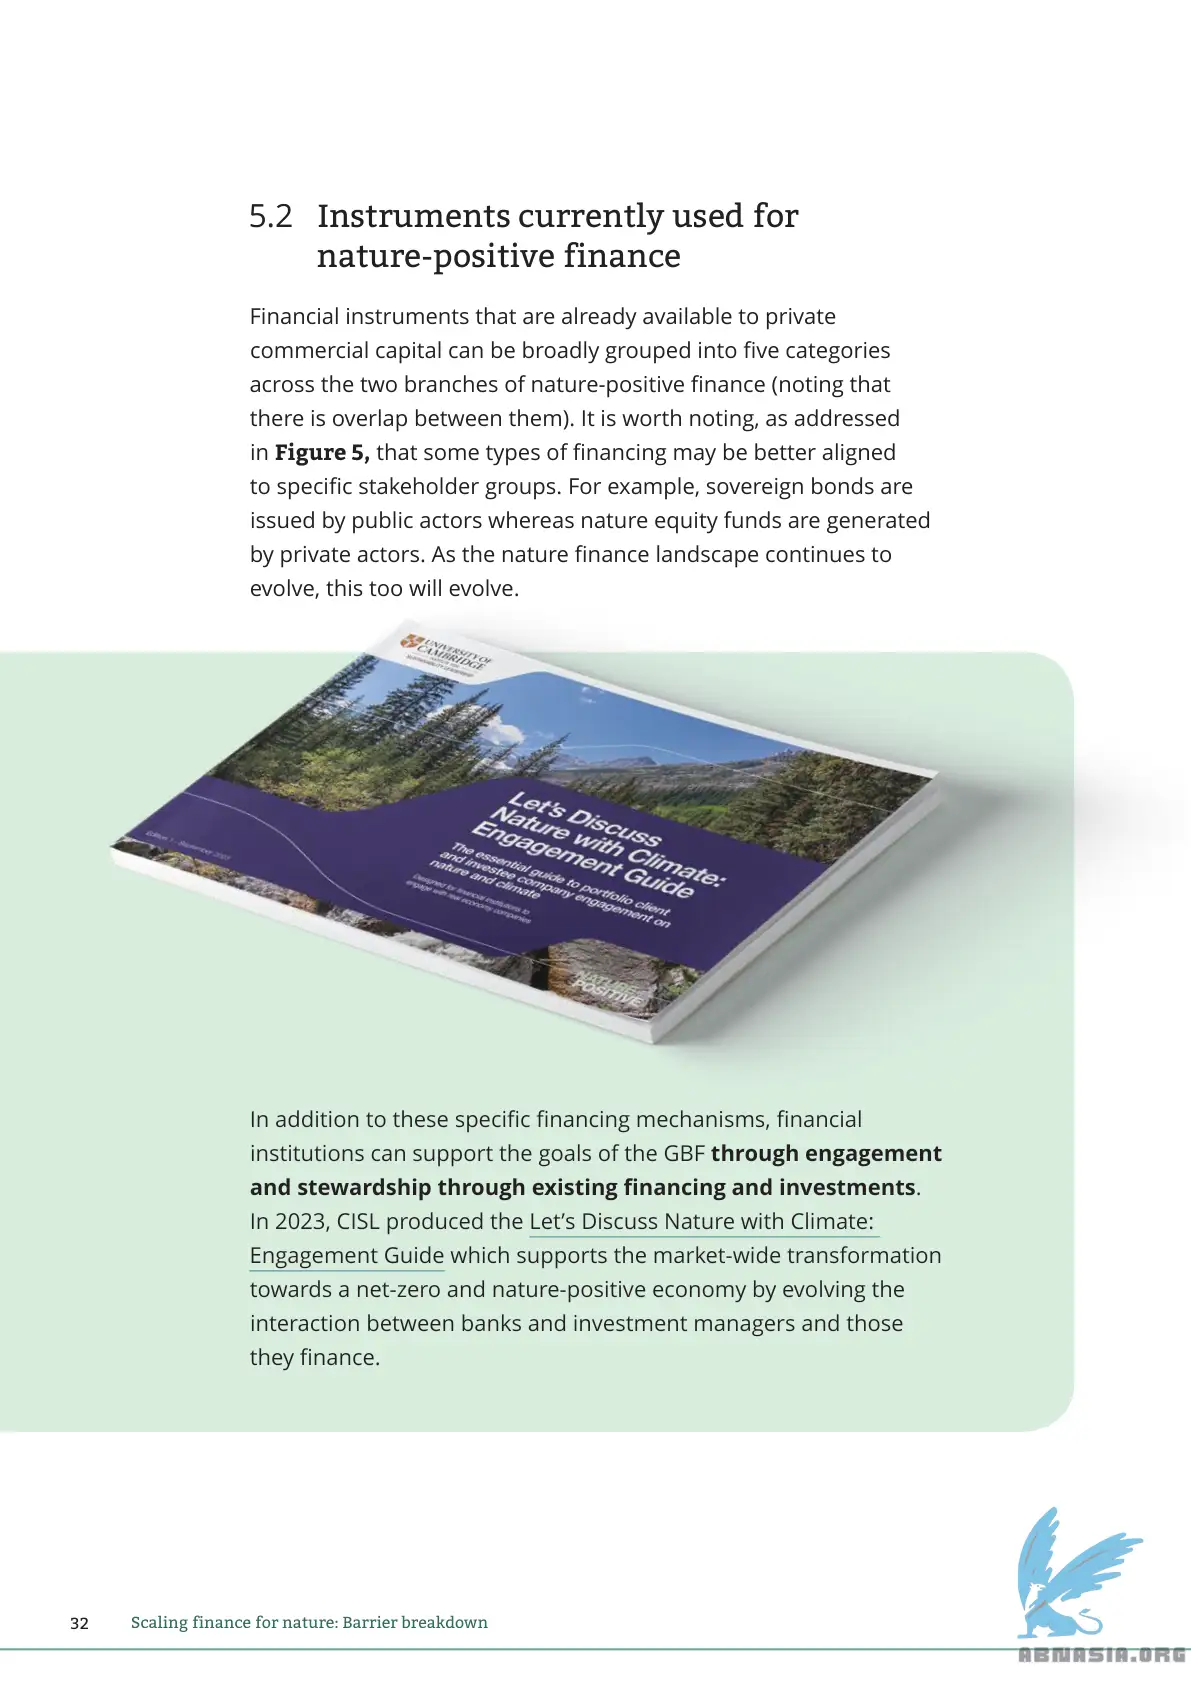 5.2 Instruments currently used for
nature-positive finance
Financial instruments that are already available to private
commercial capital can be broadly grouped into five categories
across the two branches of nature-positive finance (noting that
there is overlap between them). It is worth noting, as addressed
in Figure 5, that some types of financing may be better aligned
to specific stakeholder groups. For example, sovereign bonds are
issued by public actors whereas nature equity funds are generated
by private actors. As the nature finance landscape continues to
evolve, this too will evolve.
UNIVERSITY OF
CAMBRIDGE
INSTITUTE FOR
SUSTAINABILITY LEADERSHIP
Let's Discuss
Nature with Climate:
Engagement Guide
The essential guide to portfolio client
and investee company engagement on
nature and climate
Designed for financial institutions to
engage with real economy companies
Edition 1 - September 2023
NATURE
POSITIVE
In addition to these specific financing mechanisms, financial
institutions can support the goals of the GBF through engagement
and stewardship through existing financing and investments.
In 2023, CISL produced the Let’s Discuss Nature with Climate:
Engagement Guide which supports the market-wide transformation
towards a net-zero and nature-positive economy by evolving the
interaction between banks and investment managers and those
they finance.
32 Scaling finance for nature: Barrier breakdown
ABNASIA.ORG